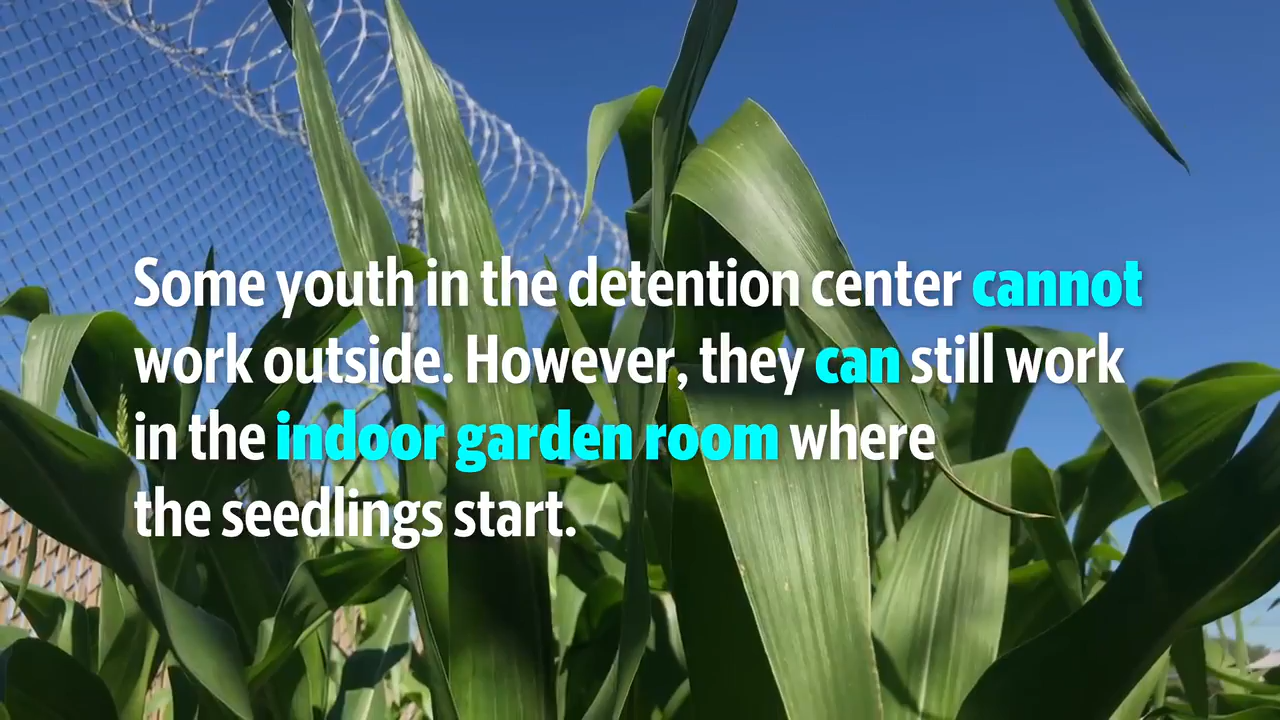 Some youth in the detention center cannot
work outside. However, they can still work
in the indoor garden room where
the seedlings start.